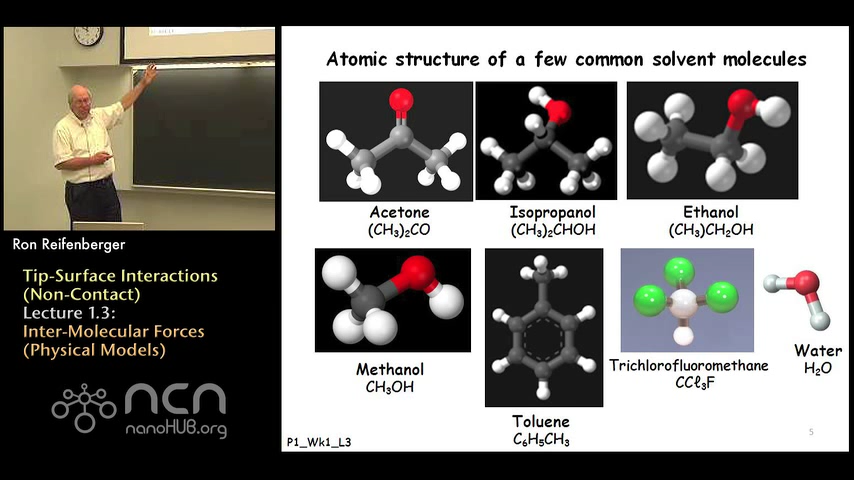 Atomic structure of a few common solvent molecules
Acetone
(CH₃)₂CO
Isopropanol
(CH₃)₂CHOH
Ethanol
(CH₃)CH₂OH
Ron Reifenberger
Tip-Surface Interactions
(Non-Contact)
Lecture 1.3:
Inter-Molecular Forces
(Physical Models)
Methanol
CH₃OH
Toluene
C₆H₅CH₃
Trichlorofluoromethane
CCℓ₃F
Water
H₂O
ncn
nanoHUB.org
P1_Wk1_L3
5